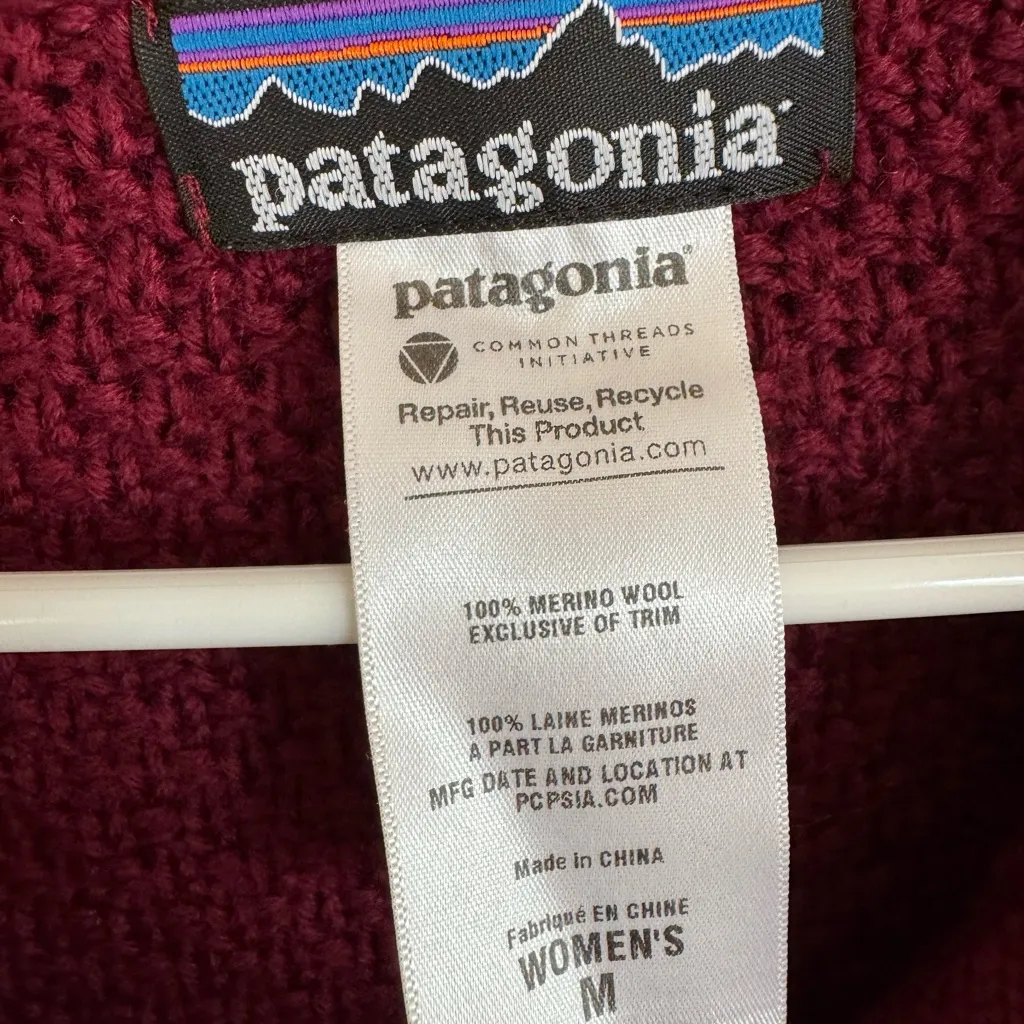 patagonia
patagonia®
COMMON THREADS
INITIATIVE
Repair, Reuse, Recycle
This Product
www.patagonia.com
100% MERINO WOOL
EXCLUSIVE OF TRIM
100% LAINE MERINOS
A PART LA GARNITURE
MFG DATE AND LOCATION AT
PCPSIA.COM
Made in CHINA
Fabriqué EN CHINE
WOMEN'S
M